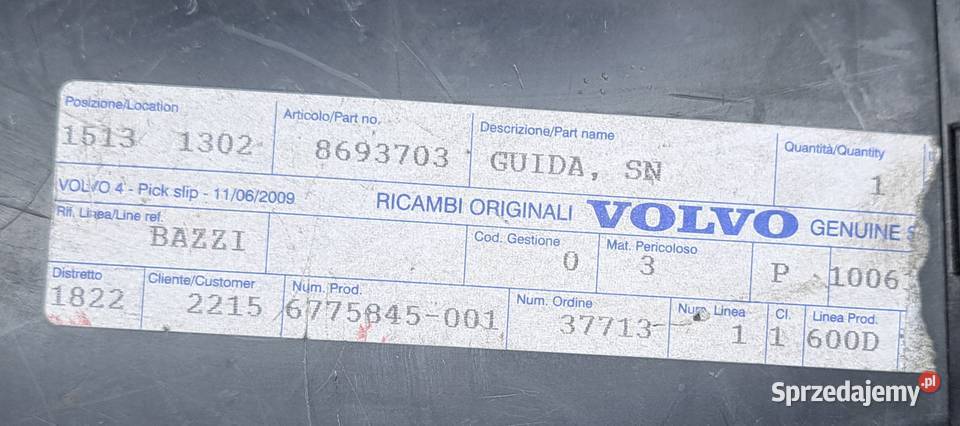 Posizione/Location Articolo/Part no. Descrizione/Part name Quantità/Quantity
1513 1302 8693703 GUIDA, SN 1
VOLVO 4 - Pick slip - 11/06/2009 RICAMBI ORIGINALI VOLVO GENUINE
Rif. Linea/Line ref. Cod. Gestione Mat. Pericoloso
BAZZI 0 3 P 1006
Distretto Cliente/Customer Num. Prod. Num. Ordine Num. Linea Cl. Linea Prod.
1822 2215 6775845-001 37713- 1 1 600D
Sprzedajemy.pl